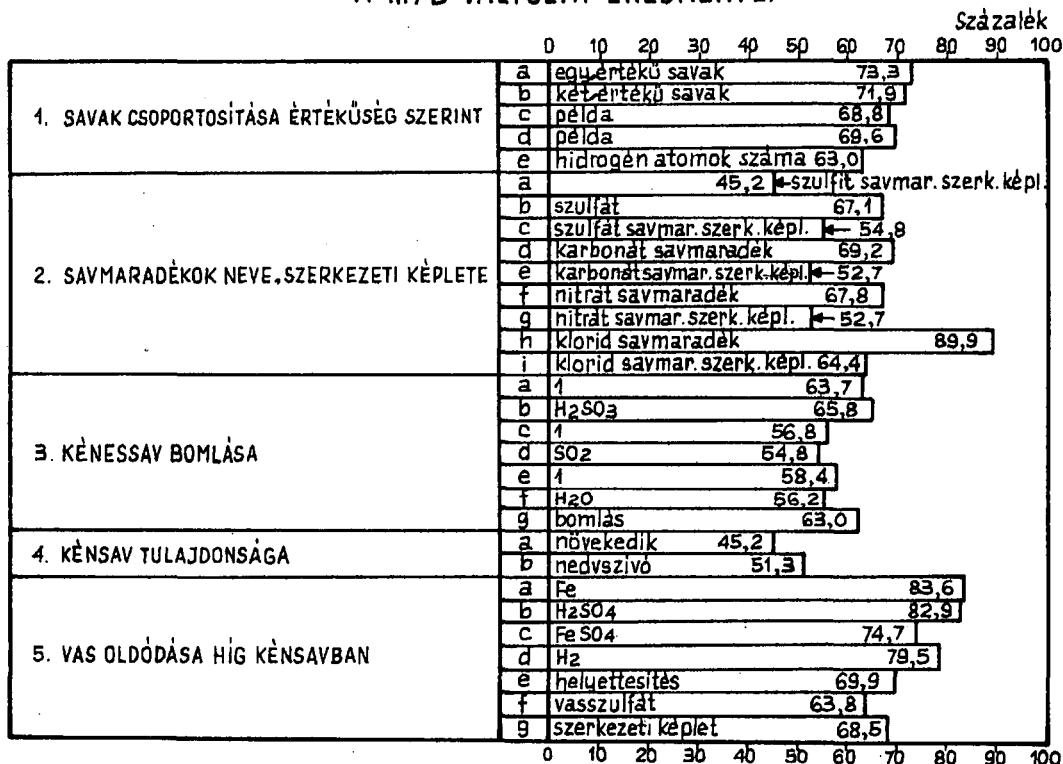 Százalék
0 10 20 30 40 50 60 70 80 90 100
1. SAVAK CSOPORTOSÍTÁSA ÉRTÉKŰSÉG SZERINT
a egyértékű savak 73,3
b két értékű savak 71,9
c példa 68,8
d példa 69,6
e hidrogén atomok száma 63,0
2. SAVMARADÉKOK NEVE, SZERKEZETI KÉPLETE
a 45,2 szulfit savmar. szerk. képl.
b szulfát 67,1
c szulfát savmar. szerk. képl. 54,8
d karbonát savmaradék 69,2
e karbonát savmar. szerk. képl. 52,7
f nitrát savmaradék 67,8
g nitrát savmar. szerk. képl. 52,7
h klorid savmaradék 89,9
i klorid savmar. szerk. képl. 64,4
3. KÉNESSAV BOMLÁSA
a 1 63,7
b H2SO3 65,8
c 1 56,8
d SO2 54,8
e 1 58,4
f H2O 56,2
g bomlás 63,0
4. KÉNSAV TULAJDONSÁGA
a növekedik 45,2
b nedvszívó 51,3
5. VAS OLDÓDÁSA HÍG KÉNSAVBAN
a Fe 83,6
b H2SO4 82,9
c FeSO4 74,7
d H2 79,5
e helyettesítés 69,9
f vasszulfát 63,8
g szerkezeti képlet 68,5
0 10 20 30 40 50 60 70 80 90 100